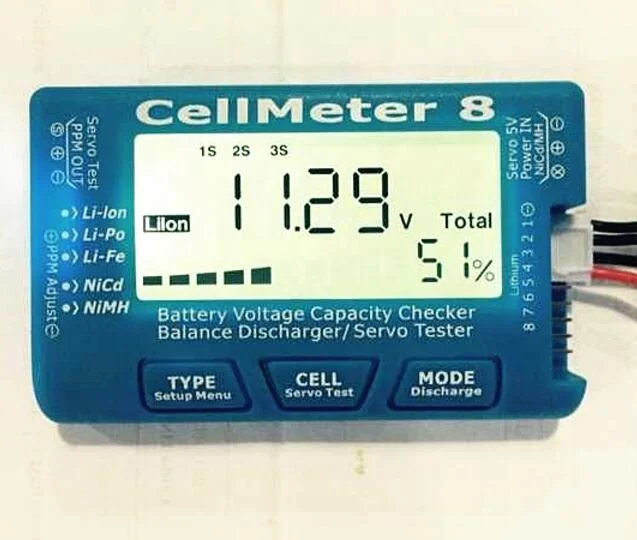 CellMeter 8
Servo Test
PPM OUT
S ⊕ ⊖
Servo 5V
Power IN
NiCd/MH
⊖
⊕
⊗
1S 2S 3S
LiIon
11.29 V
Total
51%
Li-Ion
Li-Po
Li-Fe
NiCd
NiMH
⊕ PPM Adjust ⊖
Lithium
8 7 6 5 4 3 2 1 ⊖
Battery Voltage Capacity Checker
Balance Discharger/ Servo Tester
TYPE
Setup Menu
CELL
Servo Test
MODE
Discharge